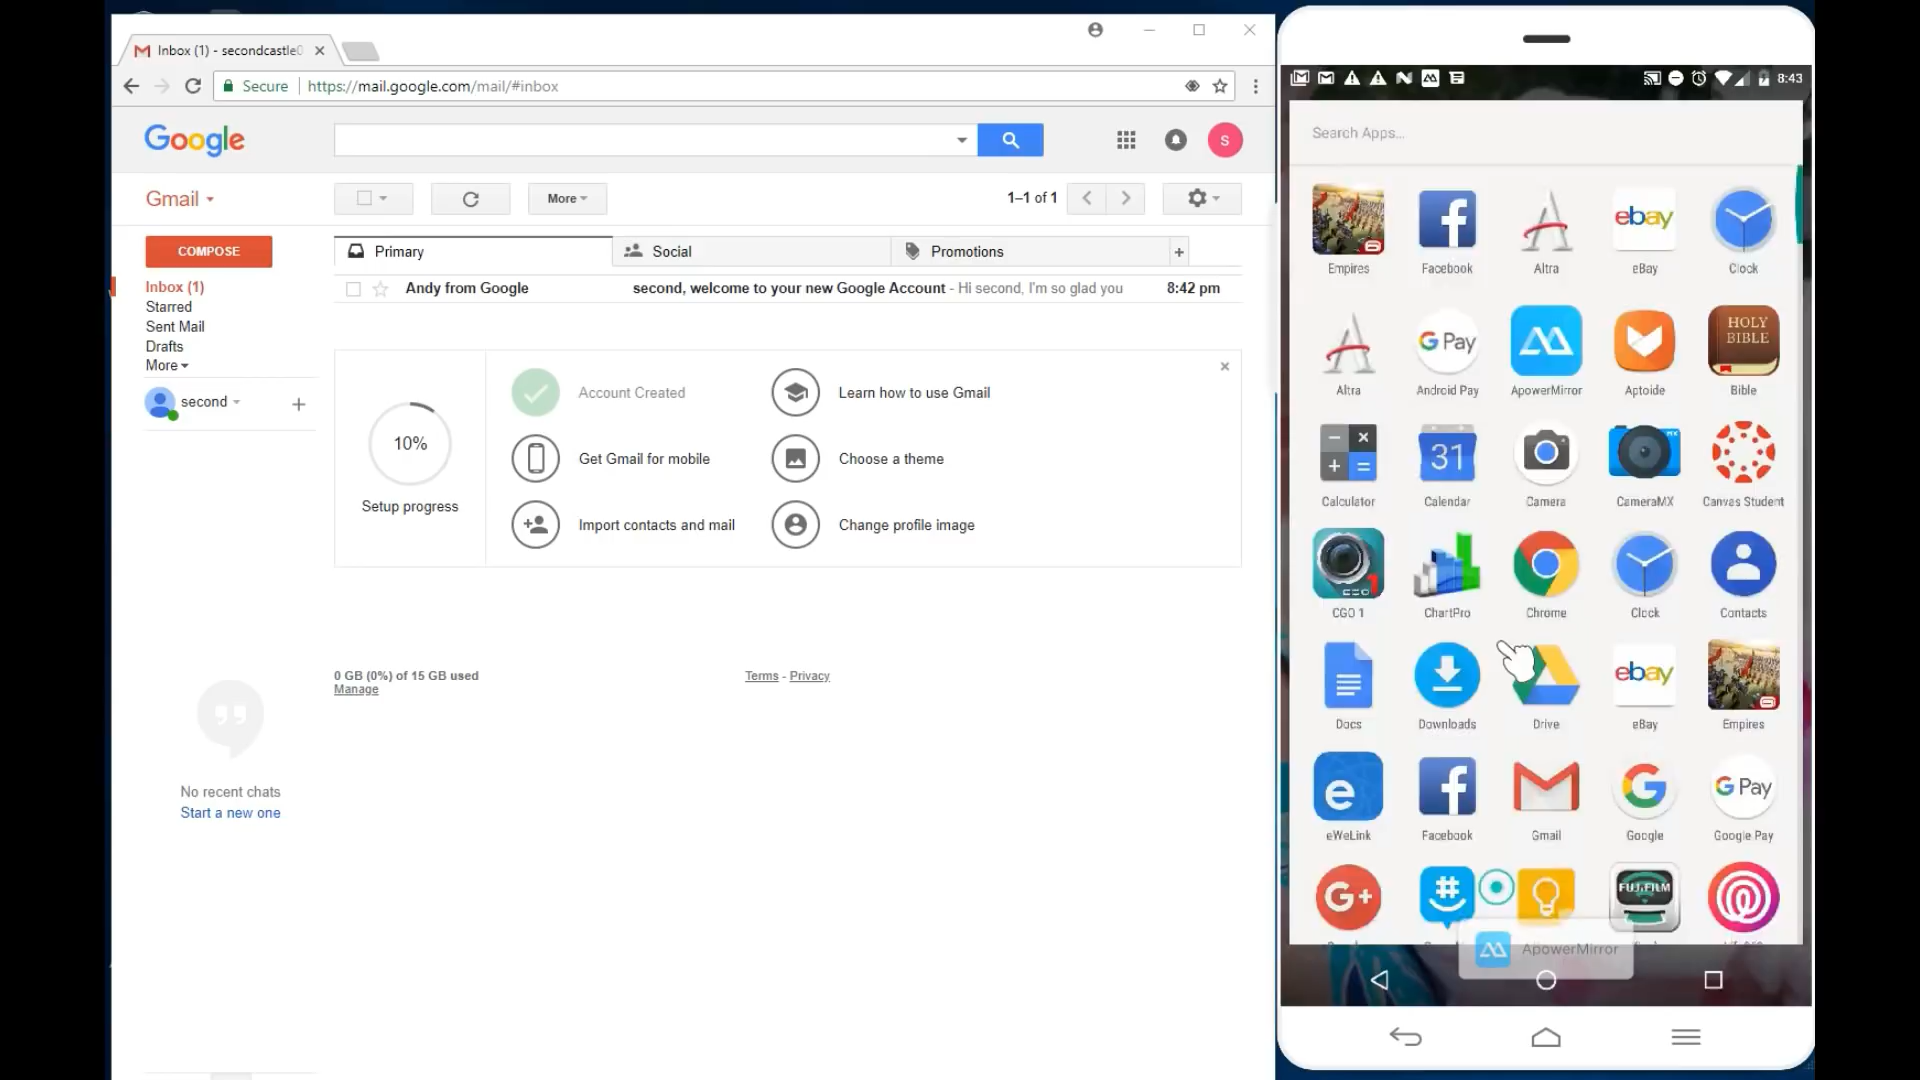 Inbox (1) - secondcastle
Secure
https://mail.google.com/mail/#inbox
Google
S
Gmail
More
1–1 of 1
COMPOSE
Primary
Social
Promotions
Inbox (1)
Starred
Sent Mail
Drafts
More
second
Andy from Google
second, welcome to your new Google Account - Hi second, I'm so glad you
8:42 pm
10%
Setup progress
Account Created
Learn how to use Gmail
Get Gmail for mobile
Choose a theme
Import contacts and mail
Change profile image
0 GB (0%) of 15 GB used
Manage
Terms - Privacy
No recent chats
Start a new one
8:43
Search Apps...
ebay
Empires
Facebook
Altra
eBay
Clock
G Pay
HOLY BIBLE
Altra
Android Pay
ApowerMirror
Aptoide
Bible
31
Calculator
Calendar
Camera
CameraMX
Canvas Student
CGO 1
ChartPro
Chrome
Clock
Contacts
ebay
Docs
Downloads
Drive
eBay
Empires
e
G Pay
eWeLink
Facebook
Gmail
Google
Google Pay
G+
#
FUJIFILM
ApowerMirror